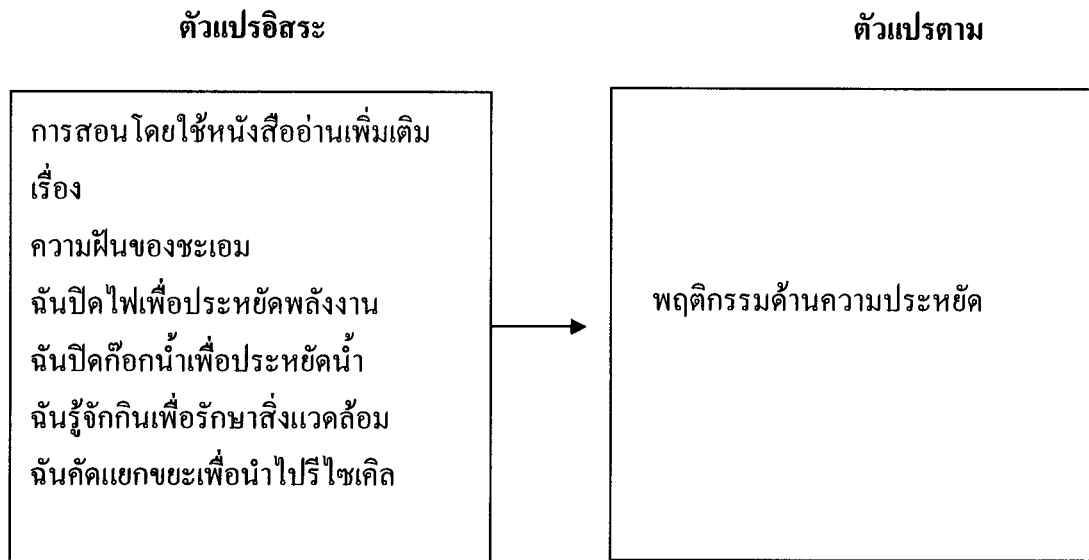 ตัวแปรอิสระ
ตัวแปรตาม
การสอนโดยใช้หนังสืออ่านเพิ่มเติม
เรื่อง
ความฝันของชะเอม
ฉันปิดไฟเพื่อประหยัดพลังงาน
ฉันปิดก๊อกน้ำเพื่อประหยัดน้ำ
ฉันรู้จักกินเพื่อรักษาสิ่งแวดล้อม
ฉันคัดแยกขยะเพื่อนำไปรีไซเคิล
พฤติกรรมด้านความประหยัด